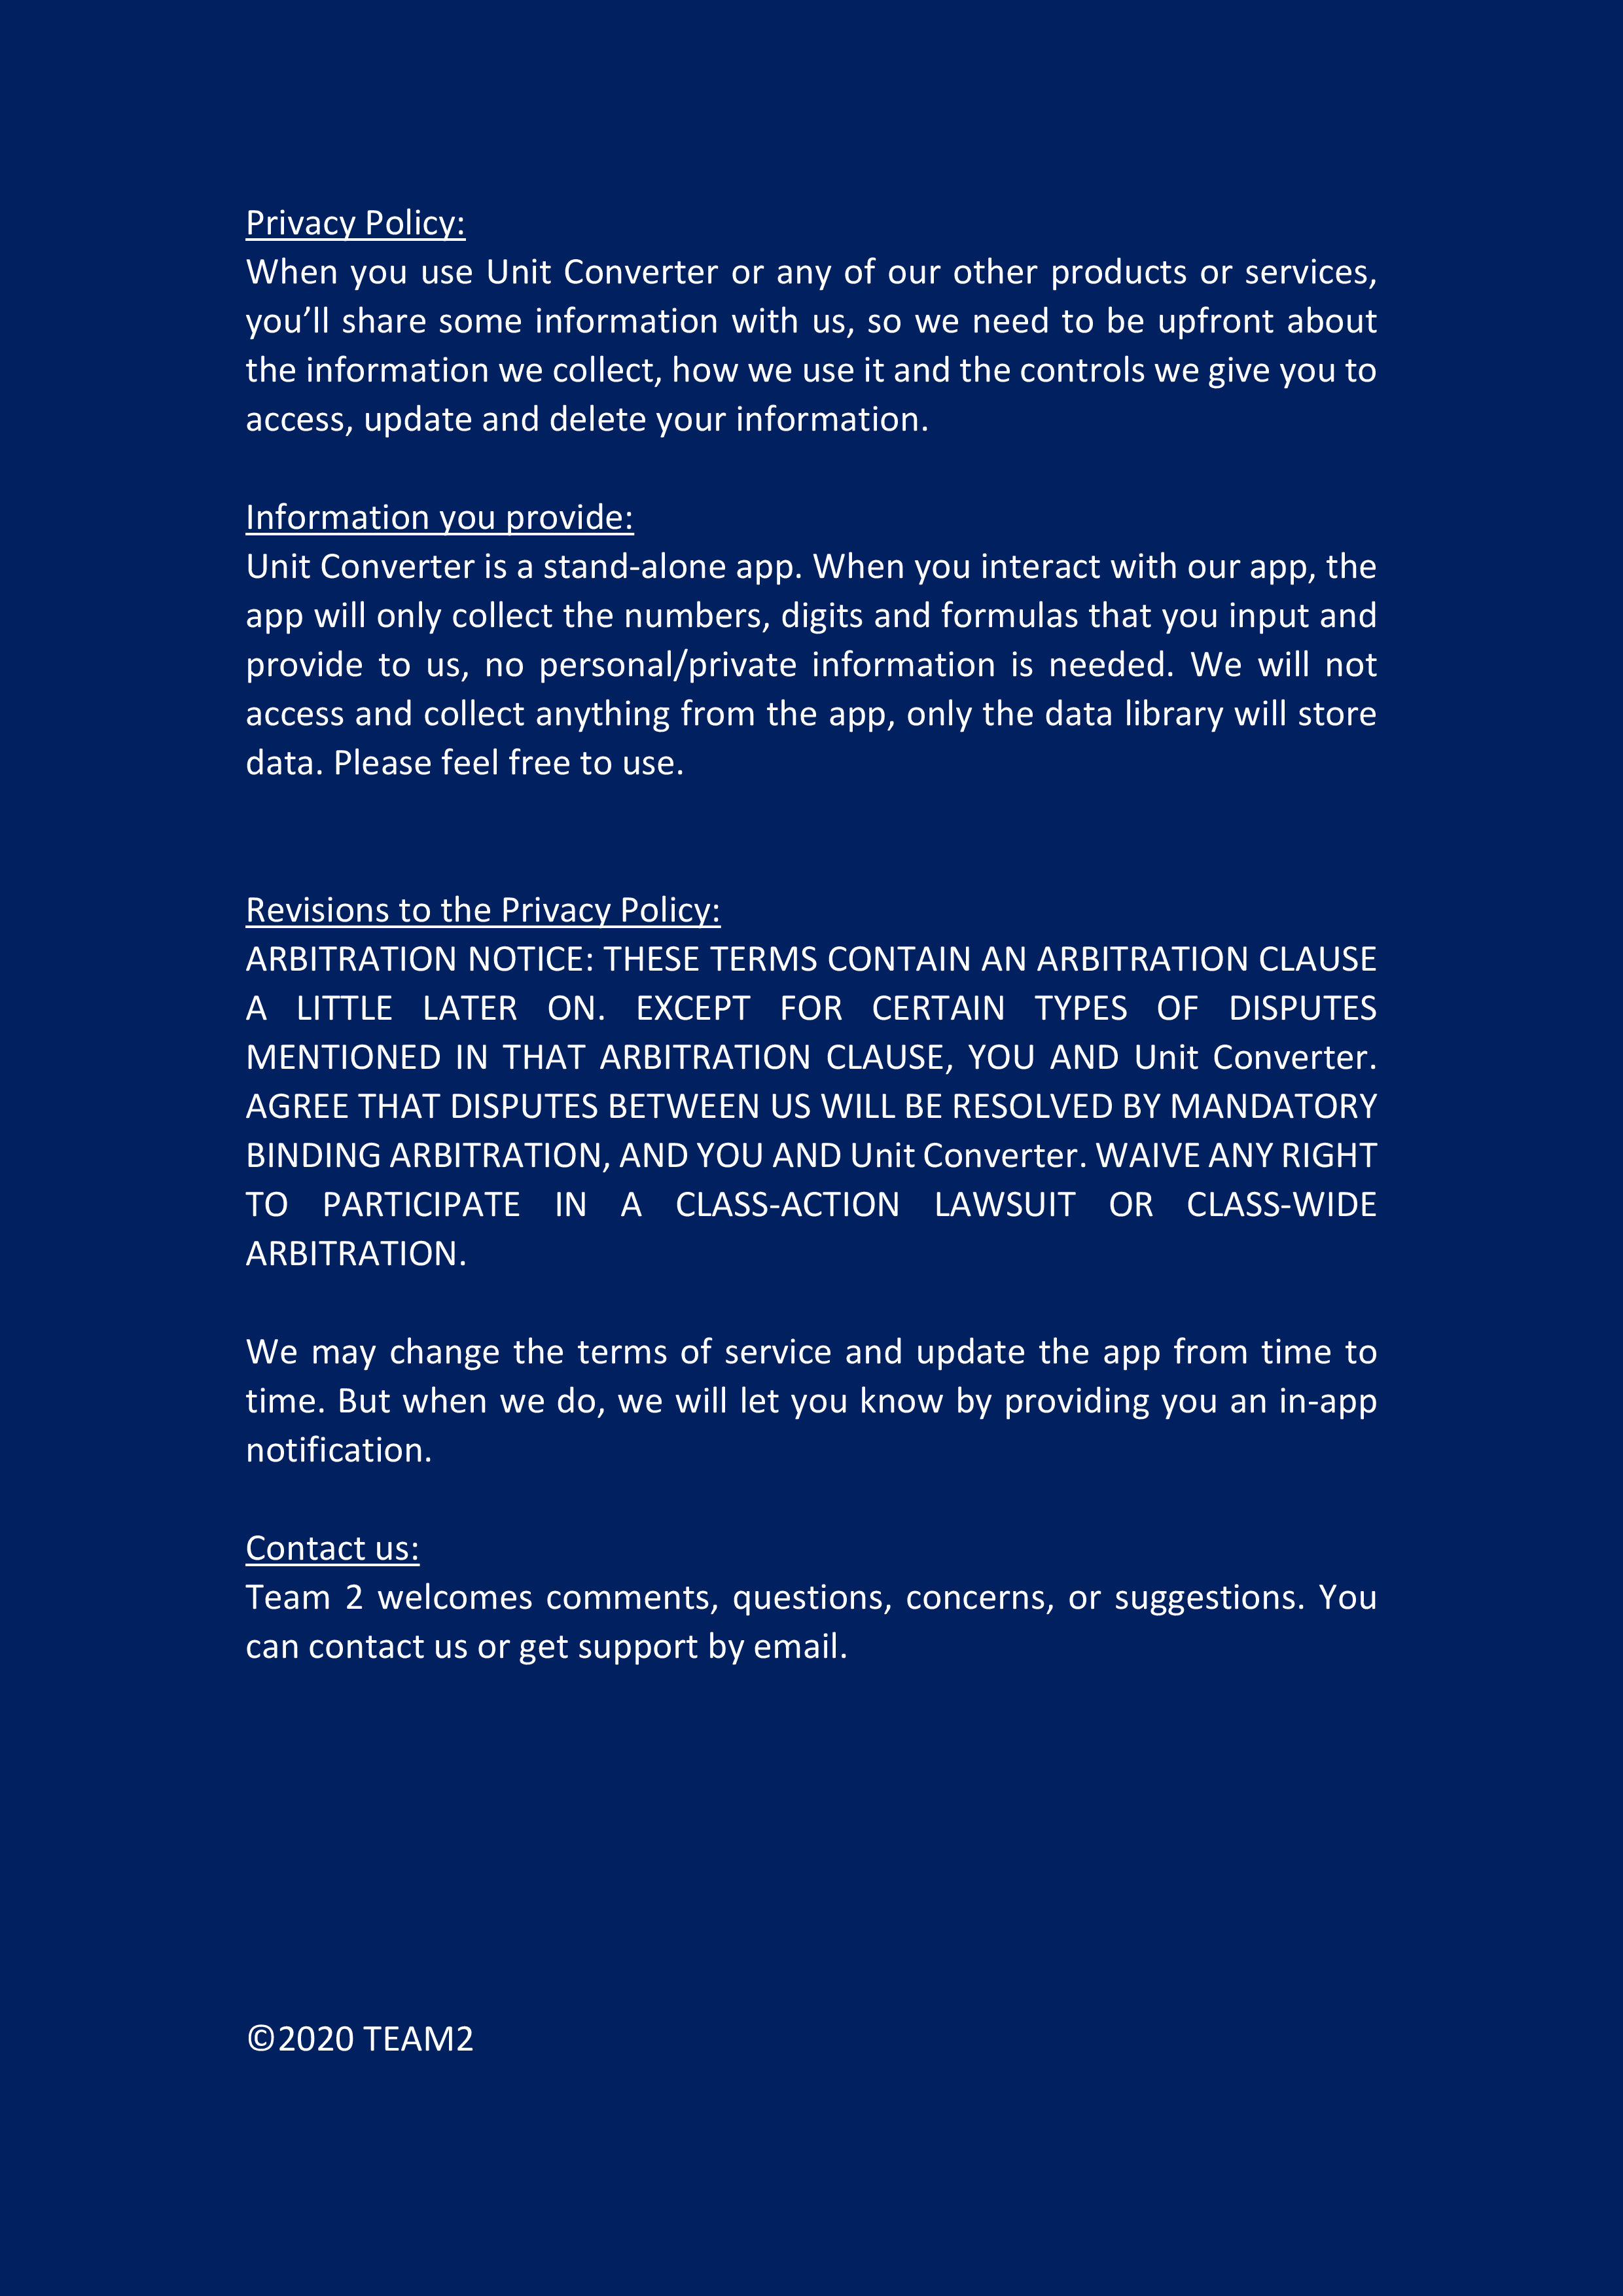 Privacy Policy:
When you use Unit Converter or any of our other products or services,
you’ll share some information with us, so we need to be upfront about
the information we collect, how we use it and the controls we give you to
access, update and delete your information.
Information you provide:
Unit Converter is a stand-alone app. When you interact with our app, the
app will only collect the numbers, digits and formulas that you input and
provide to us, no personal/private information is needed. We will not
access and collect anything from the app, only the data library will store
data. Please feel free to use.
Revisions to the Privacy Policy:
ARBITRATION NOTICE: THESE TERMS CONTAIN AN ARBITRATION CLAUSE
A LITTLE LATER ON. EXCEPT FOR CERTAIN TYPES OF DISPUTES
MENTIONED IN THAT ARBITRATION CLAUSE, YOU AND Unit Converter.
AGREE THAT DISPUTES BETWEEN US WILL BE RESOLVED BY MANDATORY
BINDING ARBITRATION, AND YOU AND Unit Converter. WAIVE ANY RIGHT
TO PARTICIPATE IN A CLASS-ACTION LAWSUIT OR CLASS-WIDE
ARBITRATION.
We may change the terms of service and update the app from time to
time. But when we do, we will let you know by providing you an in-app
notification.
Contact us:
Team 2 welcomes comments, questions, concerns, or suggestions. You
can contact us or get support by email.
©2020 TEAM2